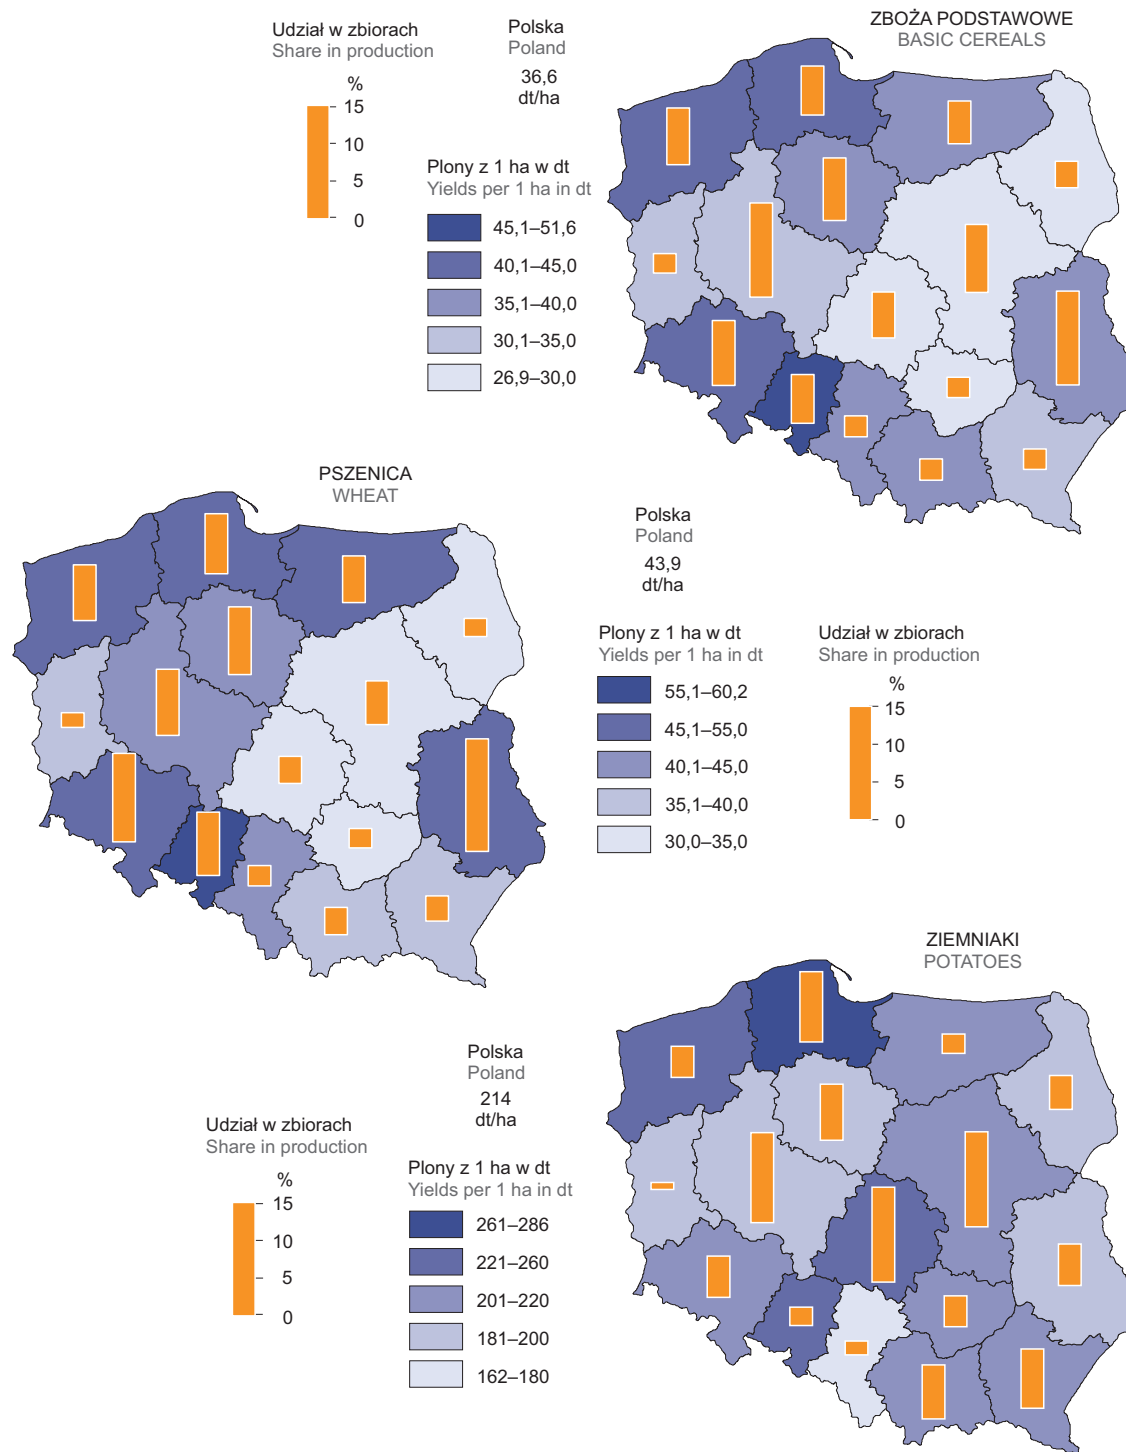 ZBOŻA PODSTAWOWE
BASIC CEREALS
Udział w zbiorach
Share in production
%
15
10
5
0
Polska
Poland
36,6
dt/ha
Plony z 1 ha w dt
Yields per 1 ha in dt
45,1–51,6
40,1–45,0
35,1–40,0
30,1–35,0
26,9–30,0
PSZENICA
WHEAT
Polska
Poland
43,9
dt/ha
Plony z 1 ha w dt
Yields per 1 ha in dt
55,1–60,2
45,1–55,0
40,1–45,0
35,1–40,0
30,0–35,0
Udział w zbiorach
Share in production
%
15
10
5
0
ZIEMNIAKI
POTATOES
Polska
Poland
214
dt/ha
Udział w zbiorach
Share in production
%
15
10
5
0
Plony z 1 ha w dt
Yields per 1 ha in dt
261–286
221–260
201–220
181–200
162–180